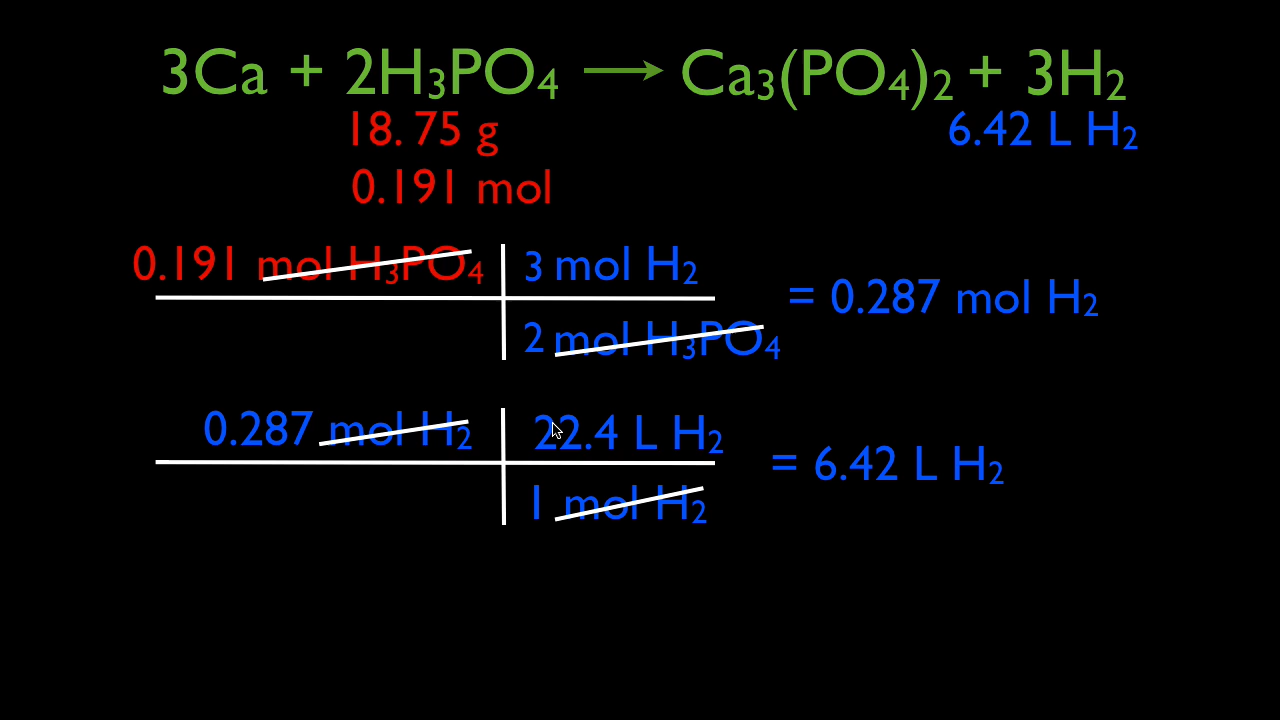 3Ca + 2H₃PO₄ → Ca₃(PO₄)₂ + 3H₂
18. 75 g 6.42 L H₂
0.191 mol
0.191 mol H₃PO₄ 3 mol H₂
= 0.287 mol H₂
2 mol H₃PO₄
0.287 mol H₂ 22.4 L H₂
= 6.42 L H₂
1 mol H₂